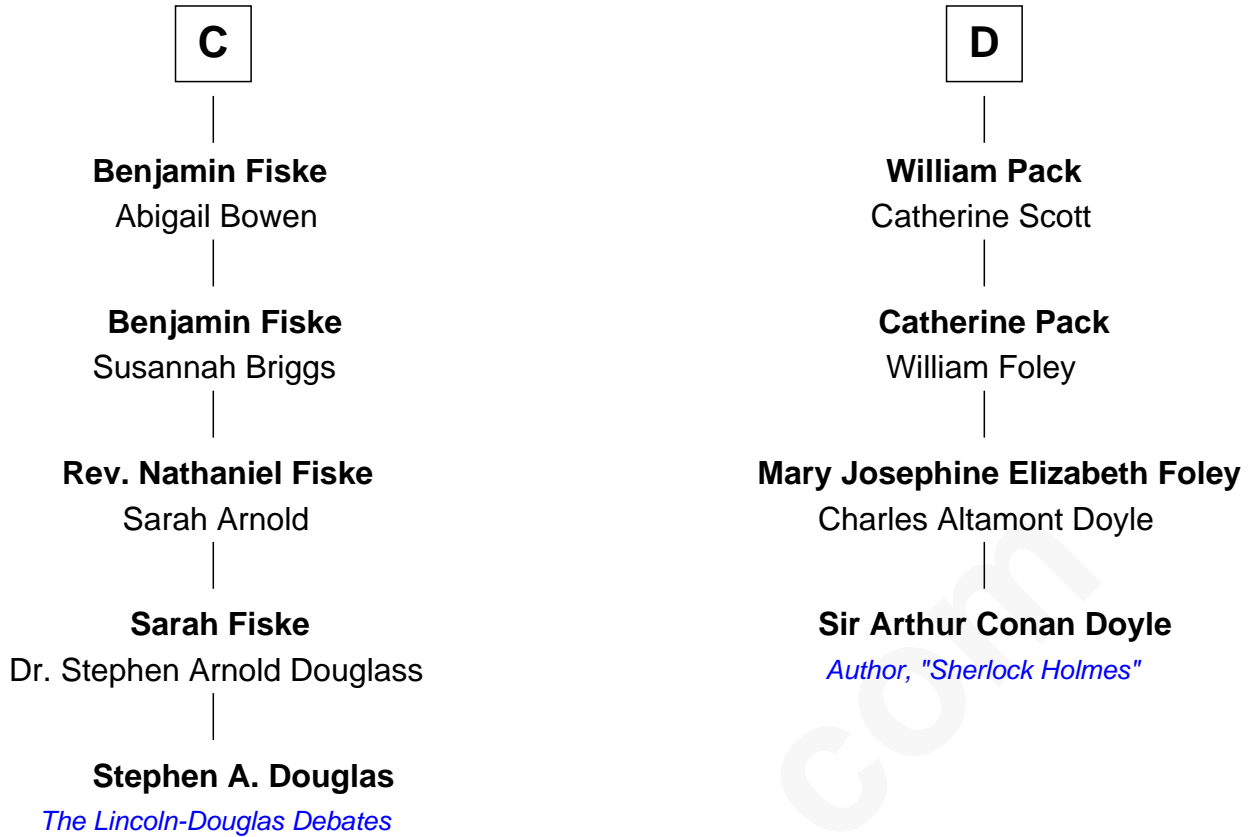 C
Benjamin Fiske
Abigail Bowen
Benjamin Fiske
Susannah Briggs
Rev. Nathaniel Fiske
Sarah Arnold
Sarah Fiske
Dr. Stephen Arnold Douglass
Stephen A. Douglas
The Lincoln-Douglas Debates
D
William Pack
Catherine Scott
Catherine Pack
William Foley
Mary Josephine Elizabeth Foley
Charles Altamont Doyle
Sir Arthur Conan Doyle
Author, "Sherlock Holmes"
com